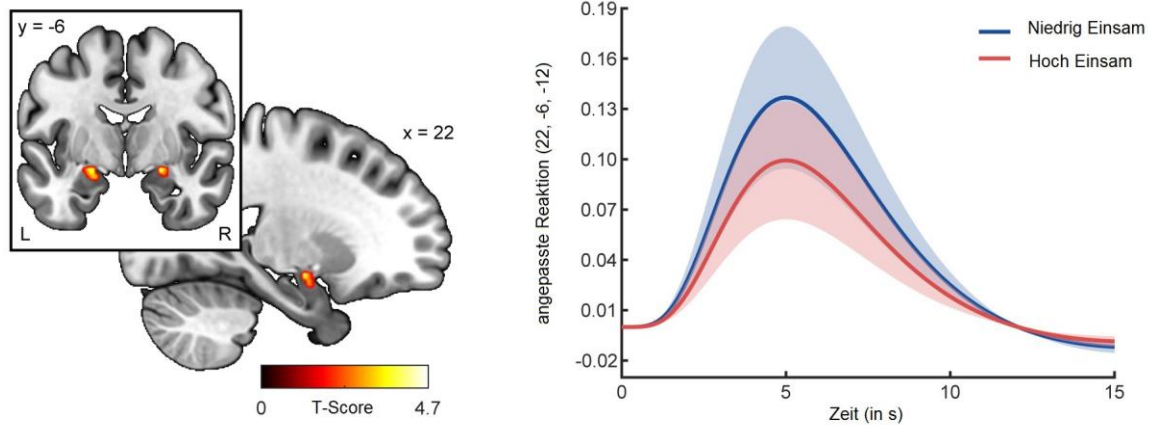 y = -6
L
R
x = 22
0
T-Score
4.7
angepasste Reaktion (22, -6, -12)
0.19
0.16
0.13
0.10
0.07
0.04
0.01
-0.02
Niedrig Einsam
Hoch Einsam
0
5
10
15
Zeit (in s)